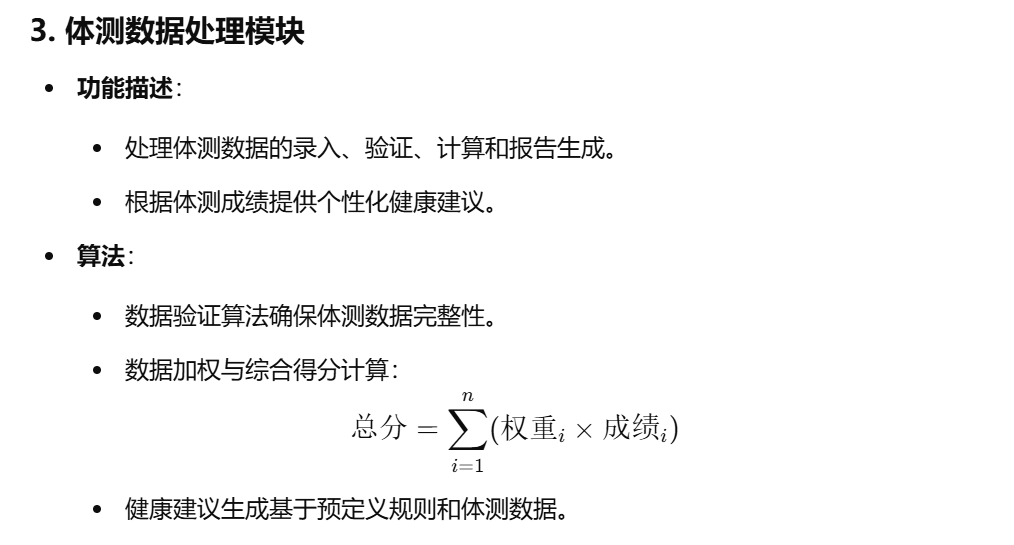 3. 体测数据处理模块
• 功能描述：
• 处理体测数据的录入、验证、计算和报告生成。
• 根据体测成绩提供个性化健康建议。
• 算法：
• 数据验证算法确保体测数据完整性。
• 数据加权与综合得分计算：
总分 = ∑_{i=1}^{n} (权重_i × 成绩_i)
• 健康建议生成基于预定义规则和体测数据。